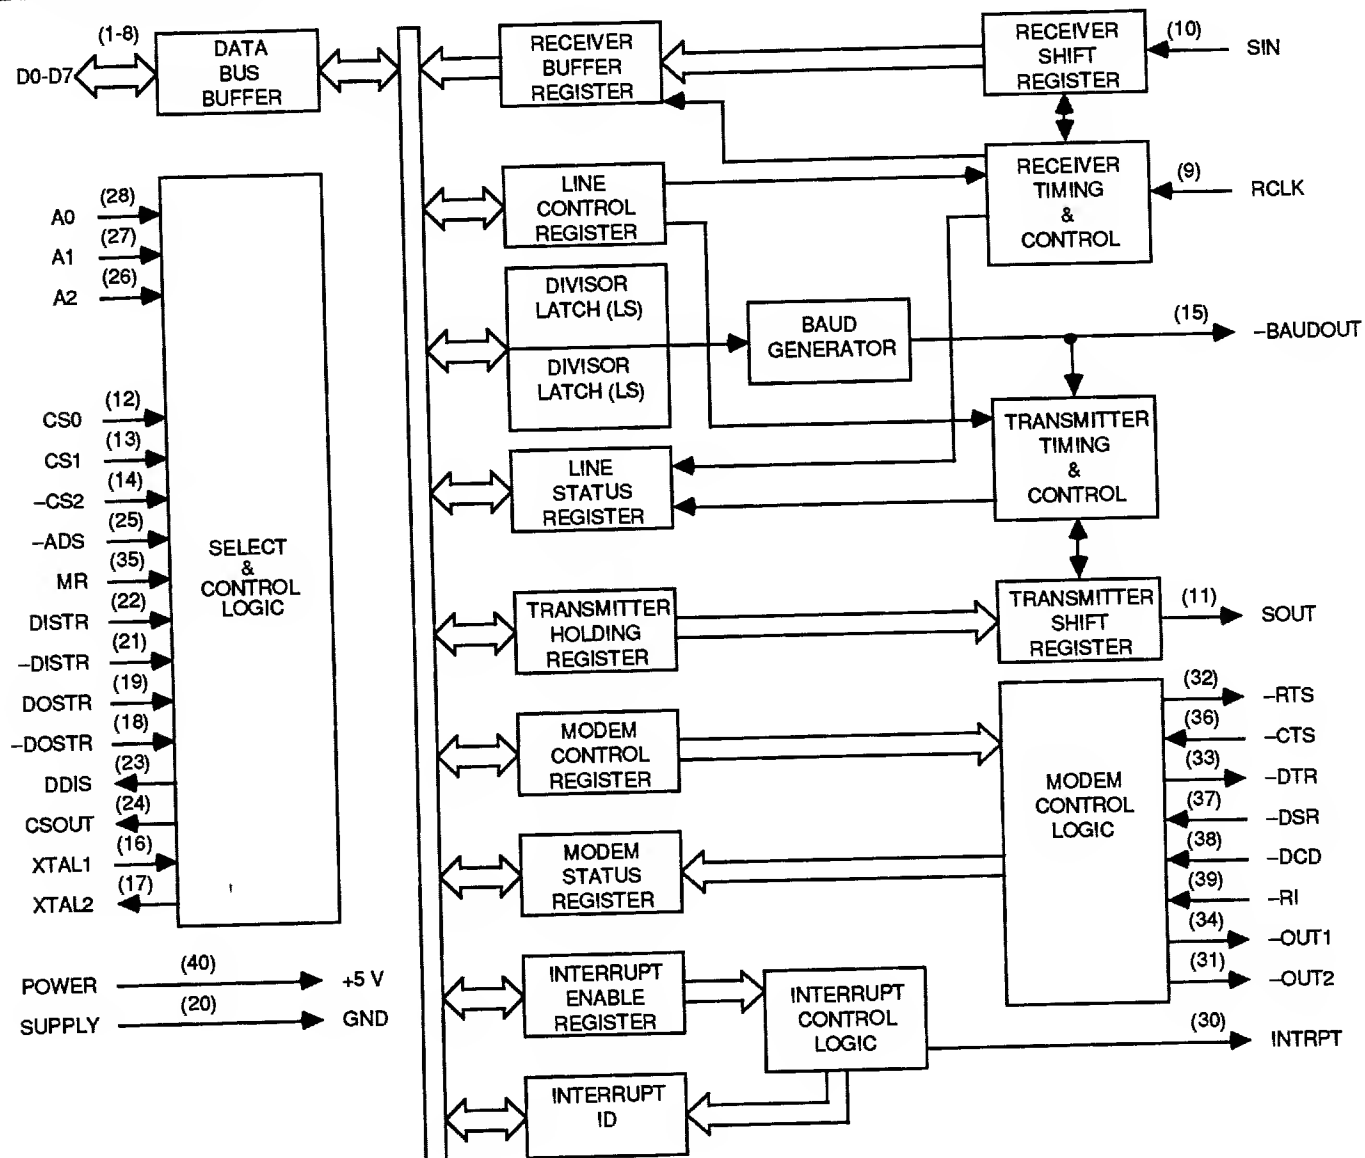 (1-8)
D0-D7
DATA
BUS
BUFFER
RECEIVER
BUFFER
REGISTER
RECEIVER
SHIFT
REGISTER
(10)
SIN
(28)
A0
(27)
A1
(26)
A2
(12)
CS0
(13)
CS1
(14)
–CS2
(25)
–ADS
(35)
MR
(22)
DISTR
(21)
–DISTR
(19)
DOSTR
(18)
–DOSTR
(23)
DDIS
(24)
CSOUT
(16)
XTAL1
(17)
XTAL2
SELECT
&
CONTROL
LOGIC
(40)
POWER
+5 V
(20)
SUPPLY
GND
LINE
CONTROL
REGISTER
RECEIVER
TIMING
&
CONTROL
(9)
RCLK
DIVISOR
LATCH (LS)
DIVISOR
LATCH (LS)
BAUD
GENERATOR
(15)
–BAUDOUT
LINE
STATUS
REGISTER
TRANSMITTER
TIMING
&
CONTROL
TRANSMITTER
HOLDING
REGISTER
TRANSMITTER
SHIFT
REGISTER
(11)
SOUT
MODEM
CONTROL
REGISTER
MODEM
STATUS
REGISTER
MODEM
CONTROL
LOGIC
(32)
–RTS
(36)
–CTS
(33)
–DTR
(37)
–DSR
(38)
–DCD
(39)
–RI
(34)
–OUT1
(31)
–OUT2
INTERRUPT
ENABLE
REGISTER
INTERRUPT
CONTROL
LOGIC
(30)
INTRPT
INTERRUPT
ID